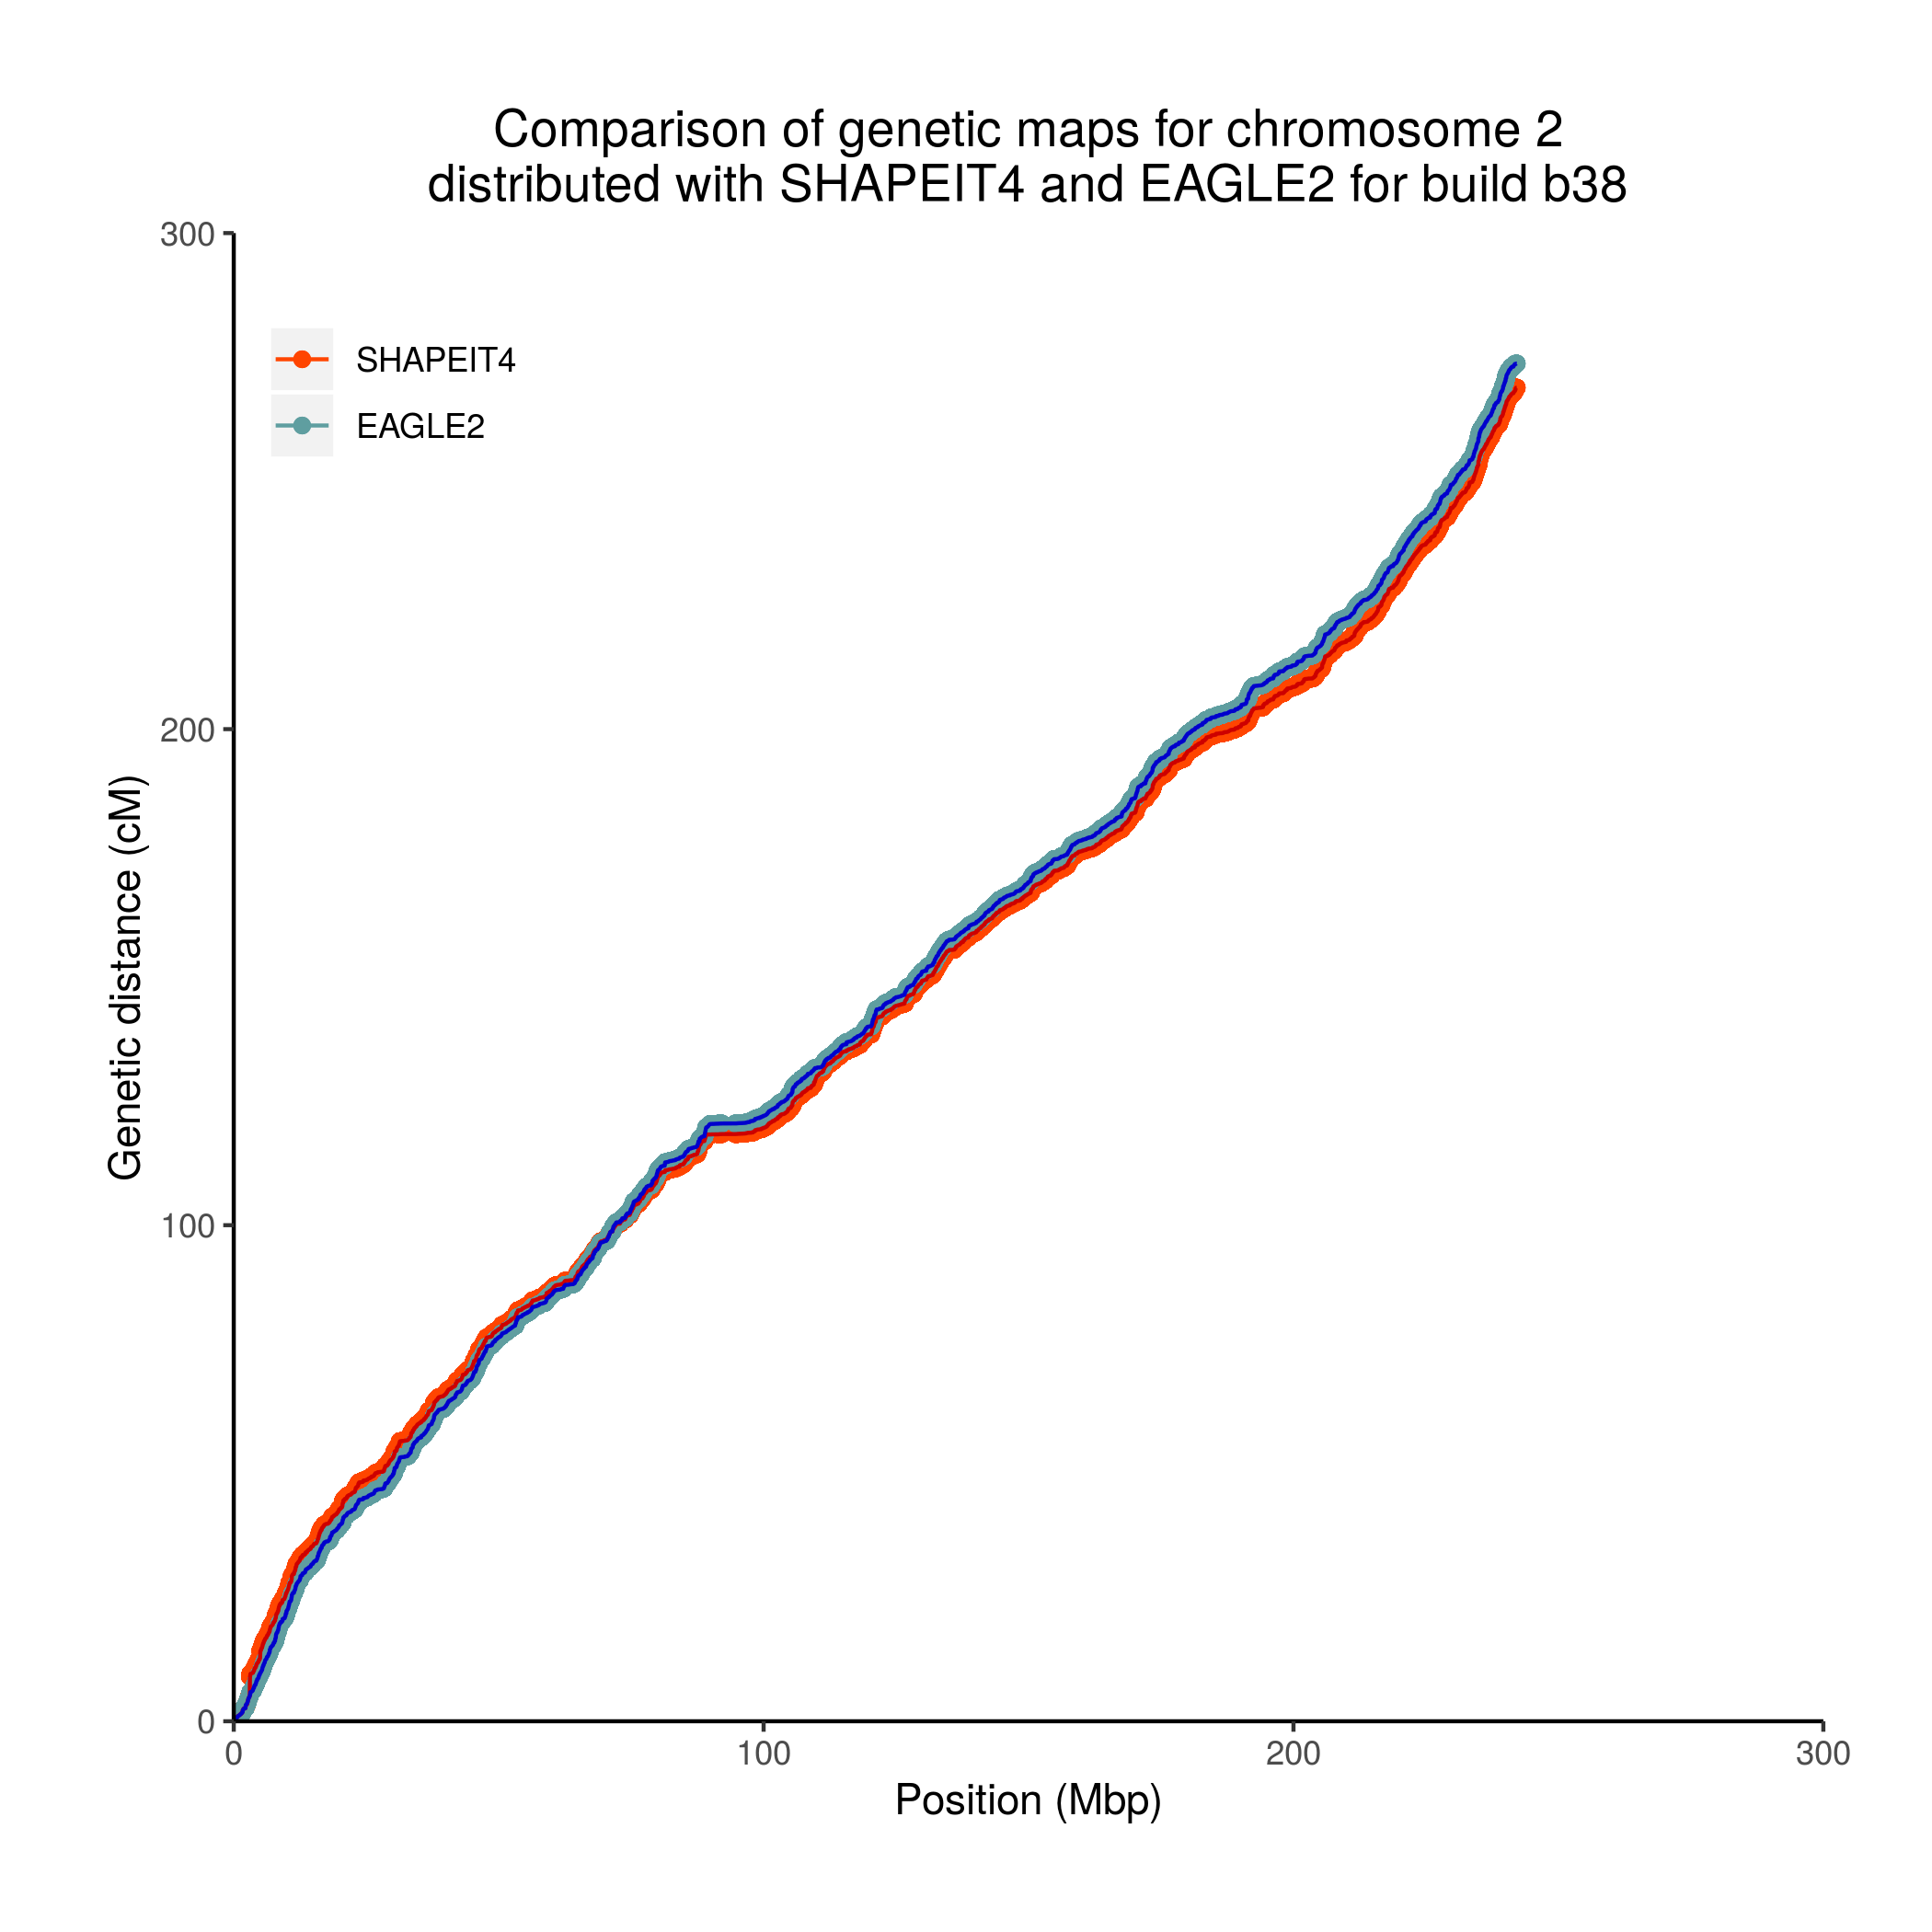 Comparison of genetic maps for chromosome 2
distributed with SHAPEIT4 and EAGLE2 for build b38
300
200
100
0
Genetic distance (cM)
SHAPEIT4
EAGLE2
0
100
200
300
Position (Mbp)